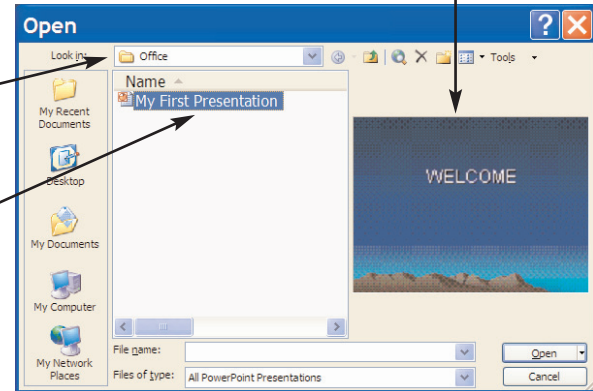 Open
Look in:
Office
Tools
Name
My First Presentation
My Recent
Documents
Desktop
My Documents
My Computer
My Network
Places
WELCOME
File name:
Open
Files of type:
All PowerPoint Presentations
Cancel